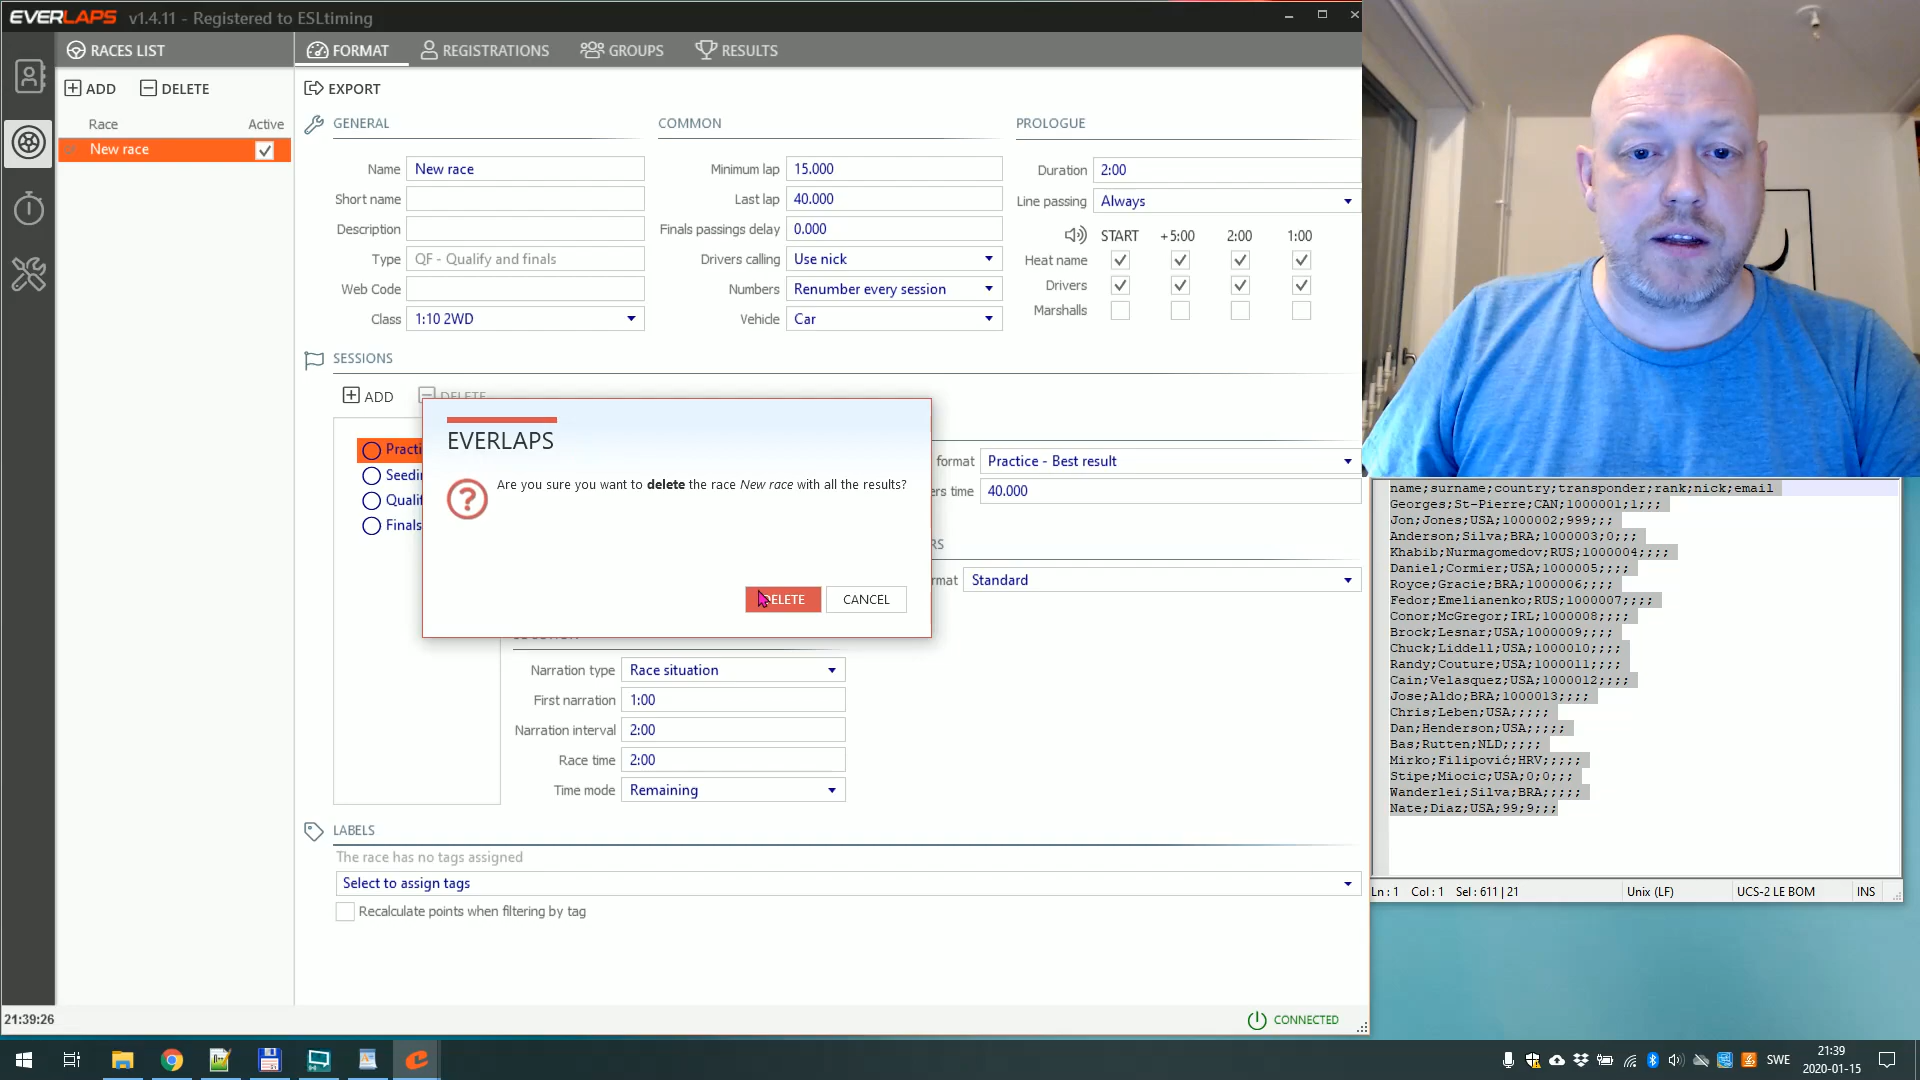 EVERLAPS v1.4.11 - Registered to ESLtiming
RACES LIST
FORMAT REGISTRATIONS GROUPS RESULTS
ADD DELETE
EXPORT
Race Active
New race
GENERAL
Name New race
Short name
Description
Type QF - Qualify and finals
Web Code
Class 1:10 2WD
COMMON
Minimum lap 15.000
Last lap 40.000
Finals passings delay 0.000
Drivers calling Use nick
Numbers Renumber every session
Vehicle Car
PROLOGUE
Duration 2:00
Line passing Always
START +5:00 2:00 1:00
Heat name
Drivers
Marshalls
SESSIONS
ADD DELETE
Practi
Seedi
Qualif
Finals
EVERLAPS
Are you sure you want to delete the race New race with all the results?
DELETE CANCEL
format Practice - Best result
ers time 40.000
RS
rmat Standard
Narration type Race situation
First narration 1:00
Narration interval 2:00
Race time 2:00
Time mode Remaining
LABELS
The race has no tags assigned
Select to assign tags
Recalculate points when filtering by tag
21:39:26
CONNECTED
name;surname;country;transponder;rank;nick;email
Georges;St-Pierre;CAN;1000001;1;;;
Jon;Jones;USA;1000002;999;;;
Anderson;Silva;BRA;1000003;0;;;
Khabib;Nurmagomedov;RUS;1000004;;;;
Daniel;Cormier;USA;1000005;;;;
Royce;Gracie;BRA;1000006;;;;
Fedor;Emelianenko;RUS;1000007;;;;
Conor;McGregor;IRL;1000008;;;;
Brock;Lesnar;USA;1000009;;;;
Chuck;Liddell;USA;1000010;;;;
Randy;Couture;USA;1000011;;;;
Cain;Velasquez;USA;1000012;;;;
Jose;Aldo;BRA;1000013;;;;
Chris;Leben;USA;;;;;
Dan;Henderson;USA;;;;;
Bas;Rutten;NLD;;;;;
Mirko;Filipović;HRV;;;;;
Stipe;Miocic;USA;0;0;;;
Wanderlei;Silva;BRA;;;;;
Nate;Diaz;USA;99;9;;;
Ln : 1 Col : 1 Sel : 611 | 21 Unix (LF) UCS-2 LE BOM INS
SWE
21:39
2020-01-15